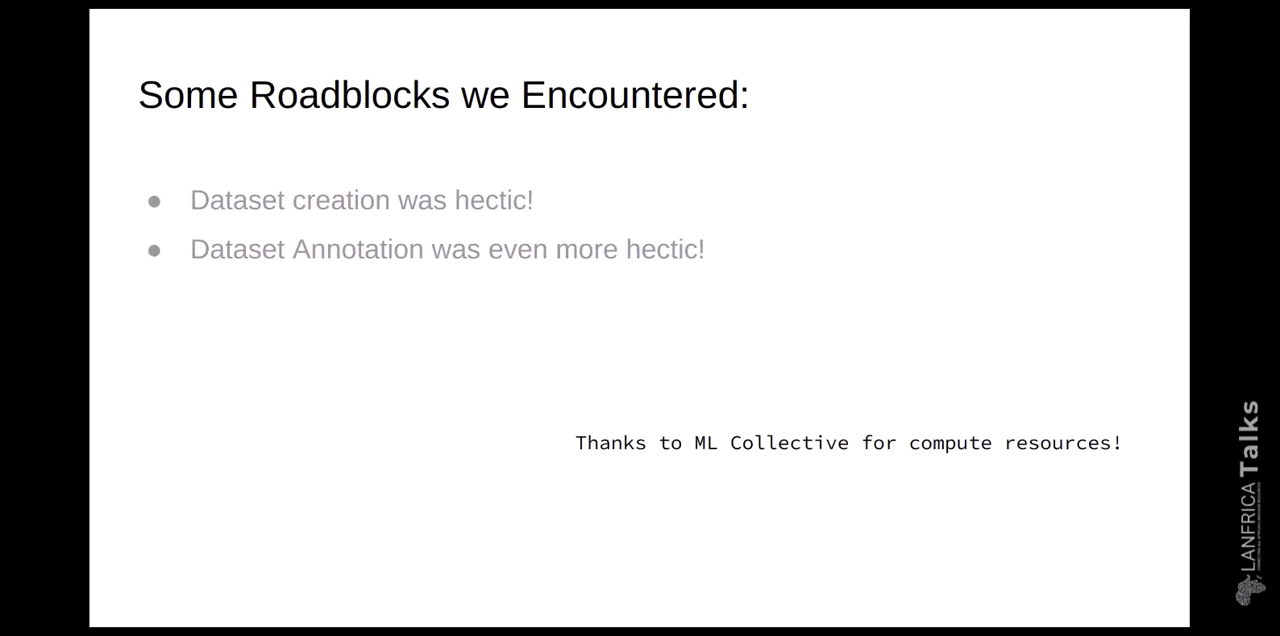 Some Roadblocks we Encountered:
● Dataset creation was hectic!
● Dataset Annotation was even more hectic!
Thanks to ML Collective for compute resources!
LANFRICA Talks